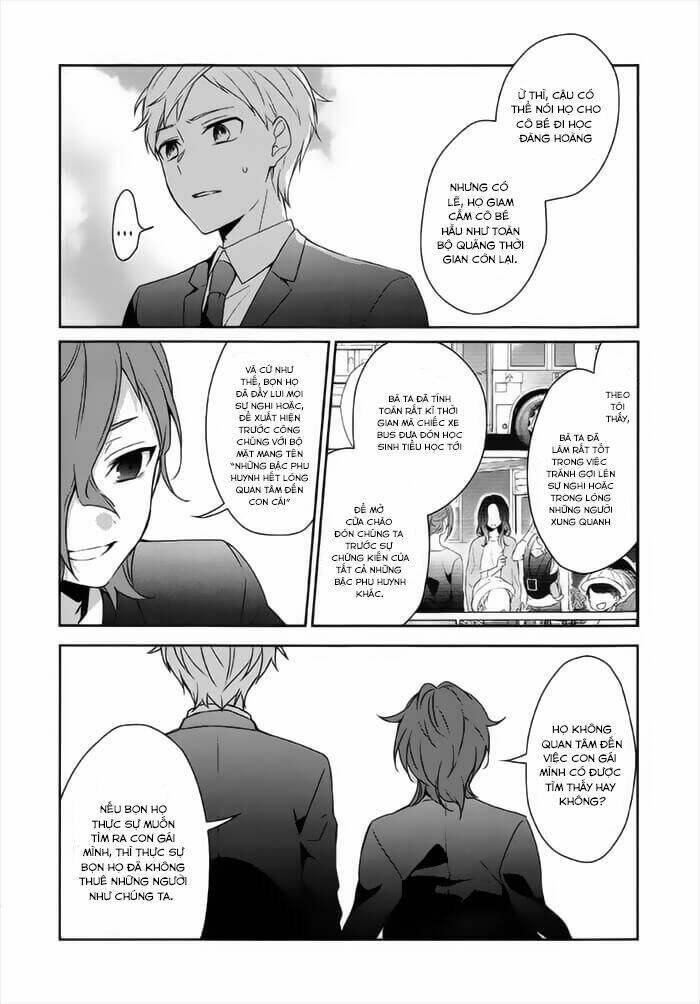 Ừ THÌ, CẬU CÓ
THỂ NÓI HỌ CHO
CÔ BÉ ĐI HỌC
ĐÀNG HOÀNG
NHƯNG CÓ
LẼ, HỌ GIAM
CẦM CÔ BÉ
HẦU NHƯ TOÀN
BỘ QUÃNG THỜI
GIAN CÒN LẠI.
...
THEO
TÔI
THẤY,
BÀ TA ĐÃ
LÀM RẤT TỐT
TRONG VIỆC
TRÁNH GỢI LÊN
SỰ NGHI HOẶC
TRONG LÒNG
NHỮNG NGƯỜI
XUNG QUANH
BÀ TA ĐÃ TÍNH
TOÁN RẤT KĨ THỜI
GIAN MÀ CHIẾC XE
BUS ĐƯA ĐÓN HỌC
SINH TIỂU HỌC TỚI
ĐỂ MỞ
CỬA CHÀO
ĐÓN CHÚNG TA
TRƯỚC SỰ
CHỨNG KIẾN CỦA
TẤT CẢ NHỮNG
BẬC PHỤ HUYNH
KHÁC.
VÀ CỨ NHƯ
THẾ, BỌN HỌ
ĐÃ ĐẨY LUI MỌI
SỰ NGHI HOẶC,
ĐỂ XUẤT HIỆN
TRƯỚC CÔNG
CHÚNG VỚI BỘ
MẶT MANG TÊN
"NHỮNG BẬC PHỤ
HUYNH HẾT LÒNG
QUAN TÂM ĐẾN
CON CÁI"
HỌ KHÔNG
QUAN TÂM ĐẾN
VIỆC CON GÁI
MÌNH CÓ ĐƯỢC
TÌM THẤY HAY
KHÔNG?
NẾU BỌN HỌ
THỰC SỰ MUỐN
TÌM RA CON GÁI
MÌNH, THÌ THỰC SỰ
BỌN HỌ ĐÃ KHÔNG
THUÊ NHỮNG NGƯỜI
NHƯ CHÚNG TA.